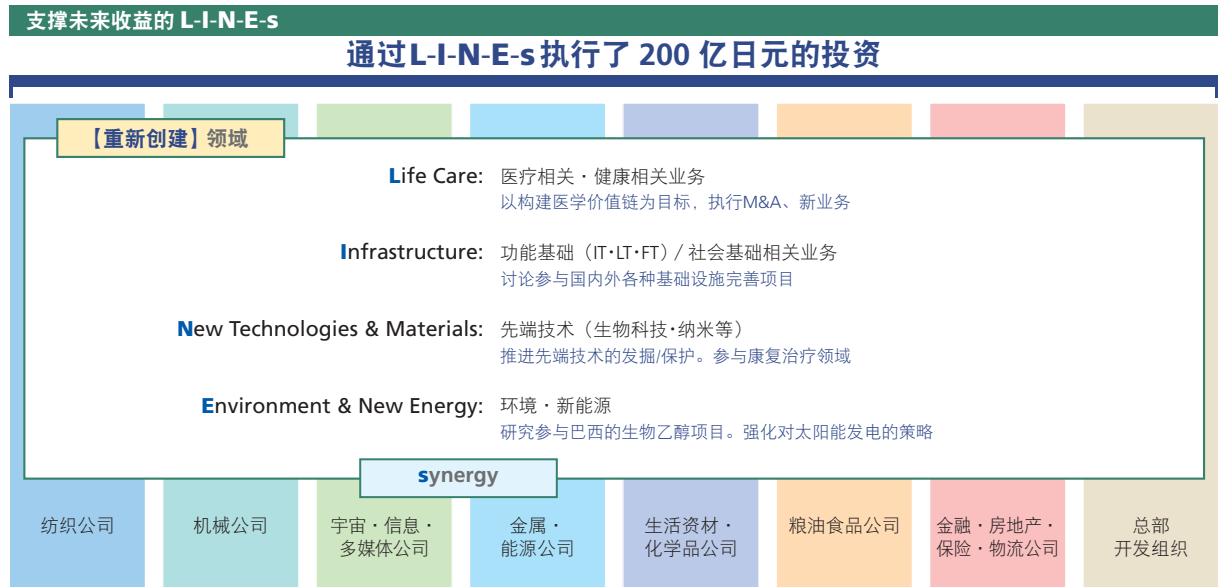 支撑未来收益的 L-I-N-E-s
通过L-I-N-E-s执行了 200 亿日元的投资
【重新创建】领域
Life Care: 医疗相关・健康相关业务
以构建医学价值链为目标，执行M&A、新业务
Infrastructure: 功能基础（IT・LT・FT）/ 社会基础相关业务
讨论参与国内外各种基础设施完善项目
New Technologies & Materials: 先端技术（生物科技・纳米等）
推进先端技术的发掘/保护。参与康复治疗领域
Environment & New Energy: 环境・新能源
研究参与巴西的生物乙醇项目。强化对太阳能发电的策略
synergy
纺织公司
机械公司
宇宙・信息・
多媒体公司
金属・
能源公司
生活资材・
化学品公司
粮油食品公司
金融・房地产・
保险・物流公司
总部
开发组织